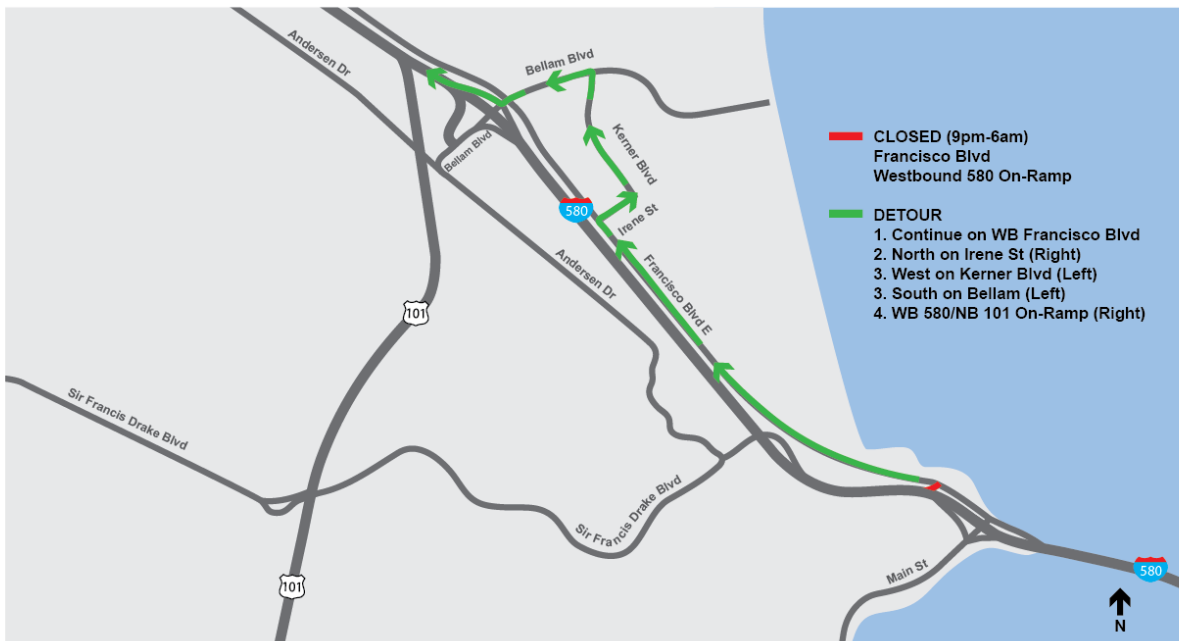 Andersen Dr
Bellam Blvd
Bellam Blvd
Kerner Blvd
Irene St
580
Andersen Dr
Francisco Blvd E
101
Sir Francis Drake Blvd
Sir Francis Drake Blvd
Main St
101
580
N
CLOSED (9pm-6am)
Francisco Blvd
Westbound 580 On-Ramp
DETOUR
1. Continue on WB Francisco Blvd
2. North on Irene St (Right)
3. West on Kerner Blvd (Left)
3. South on Bellam (Left)
4. WB 580/NB 101 On-Ramp (Right)